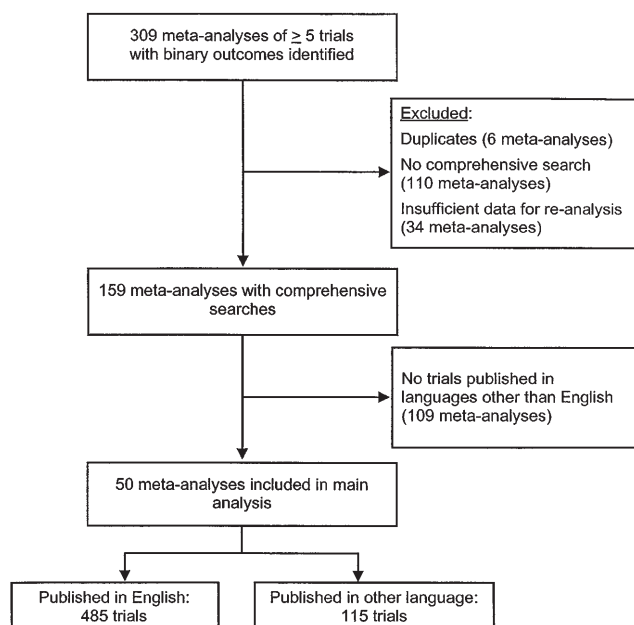 309 meta-analyses of ≥ 5 trials
with binary outcomes identified
Excluded:
Duplicates (6 meta-analyses)
No comprehensive search
(110 meta-analyses)
Insufficient data for re-analysis
(34 meta-analyses)
159 meta-analyses with comprehensive
searches
No trials published in
languages other than English
(109 meta-analyses)
50 meta-analyses included in main
analysis
Published in English:
485 trials
Published in other language:
115 trials